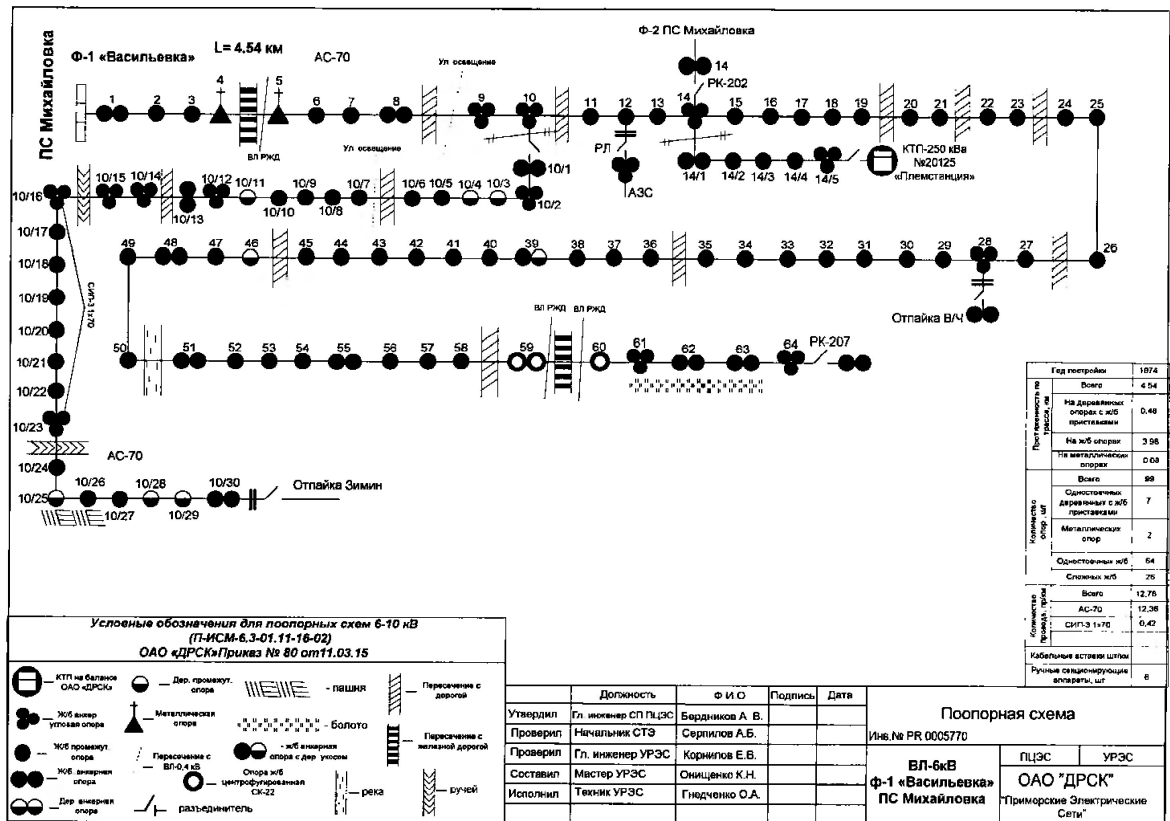 Ф-2 ПС Михайловка
ПС Михайловка
Ф-1 «Васильевка»
L= 4.54 км
АС-70
Ул освещение
14
РК-202
4
5
1
2
3
6
7
8
9
10
11
12
13
14
15
16
17
18
19
20
21
22
23
24
25
ВЛ РЖД
Ул освещение
РЛ
АЗС
10/1
10/2
14/1
14/2
14/3
14/4
14/5
КТП-250 кВа
№20125
«Племстанция»
10/16
10/15
10/14
10/13
10/12
10/11
10/10
10/9
10/8
10/7
10/6
10/5
10/4
10/3
10/17
10/18
10/19
10/20
10/21
10/22
10/23
СИП-3 1х70
49
48
47
46
45
44
43
42
41
40
39
38
37
36
35
34
33
32
31
30
29
28
27
26
Отпайка В/Ч
ВЛ РЖД
ВЛ РЖД
50
51
52
53
54
55
56
57
58
59
60
61
62
63
64
РК-207
10/24
АС-70
10/25
10/26
10/27
10/28
10/29
10/30
Отпайка Зимин
Год постройки 1974
Протяженность по трассе, км
Всего 4.54
На деревянных опорах с ж/б приставками 0,48
На ж/б опорах 3.98
На металлических опорах 0.08
Количество опор, шт
Всего 99
Одностоечных деревянных с ж/б приставками 7
Металлических опор 2
Одностоечных ж/б 64
Сложных ж/б 26
Количество провода, пр/км
Всего 12,78
АС-70 12,36
СИП-3 1х70 0,42
Кабельные вставки шт/км
Ручные секционирующие аппараты, шт 6
Условные обозначения для поопорных схем 6-10 кВ
(П-ИСМ-6,3-01.11-16-02)
ОАО «ДРСК»Приказ № 80 от11.03.15
КТП на балансе ОАО «ДРСК»
Дер. промежут. опора
- пашня
Пересечение с дорогой
Ж/б анкер угловая опора
Металлическая опора
- болото
Ж/б промежут. опора
Пересечение с ВЛ-0,4 кВ
- ж/б анкерная опора с дер укосом
Пересечение с железной дорогой
Ж/б. анкерная опора
Опора ж/б центрофугированная СК-22
река
ручей
Дер. анкерная опора
разъединитель
Должность Ф И О Подпись Дата
Утвердил Гл. инженер СП ПЦЭС Бердников А В.
Проверил Начальник СТЭ Серпилов А.Б.
Проверил Гл. инженер УРЭС Корнилов Е.В.
Составил Мастер УРЭС Онищенко К.Н.
Исполнил Техник УРЭС Гнедченко О.А.
Поопорная схема
Инв.№ PR 0005770
ВЛ-6кВ
ф-1 «Васильевка»
ПС Михайловка
ПЦЭС УРЭС
ОАО "ДРСК"
"Приморские Электрические Сети"